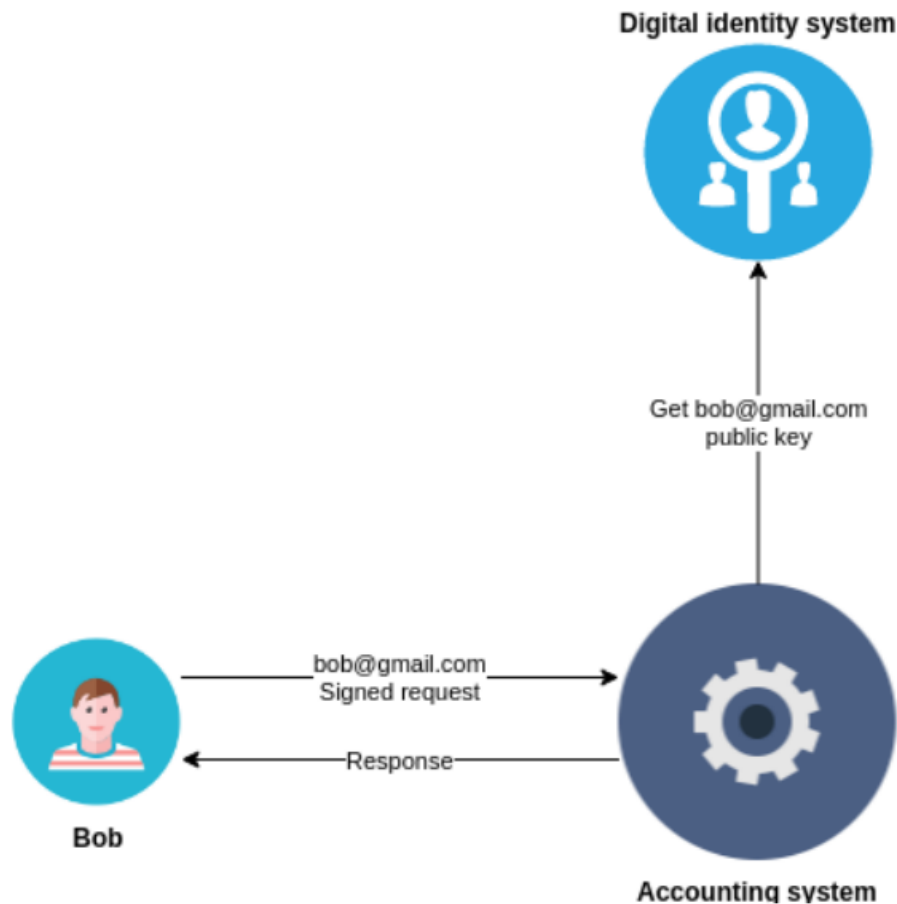 Digital identity system
Get bob@gmail.com
public key
bob@gmail.com
Signed request
Response
Bob
Accounting system